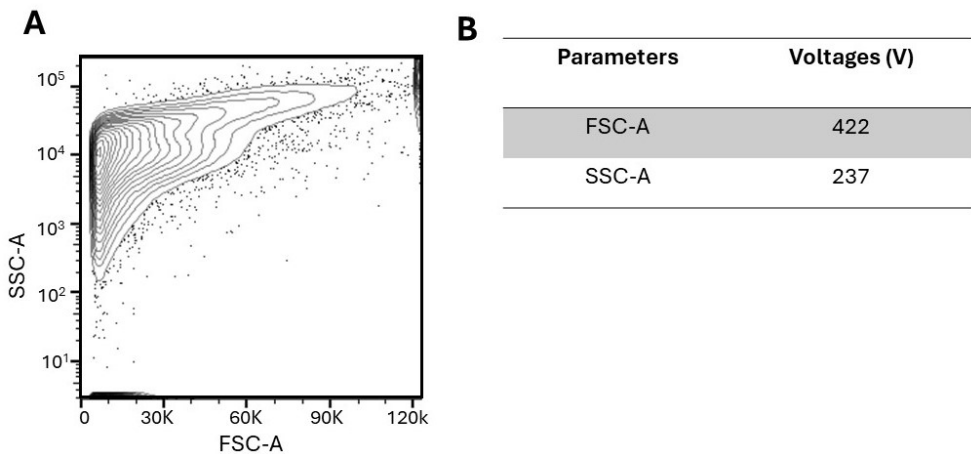 A
10⁵
10⁴
10³
10²
10¹
SSC-A
0 30K 60K 90K 120k
FSC-A
B
Parameters Voltages (V)
FSC-A 422
SSC-A 237